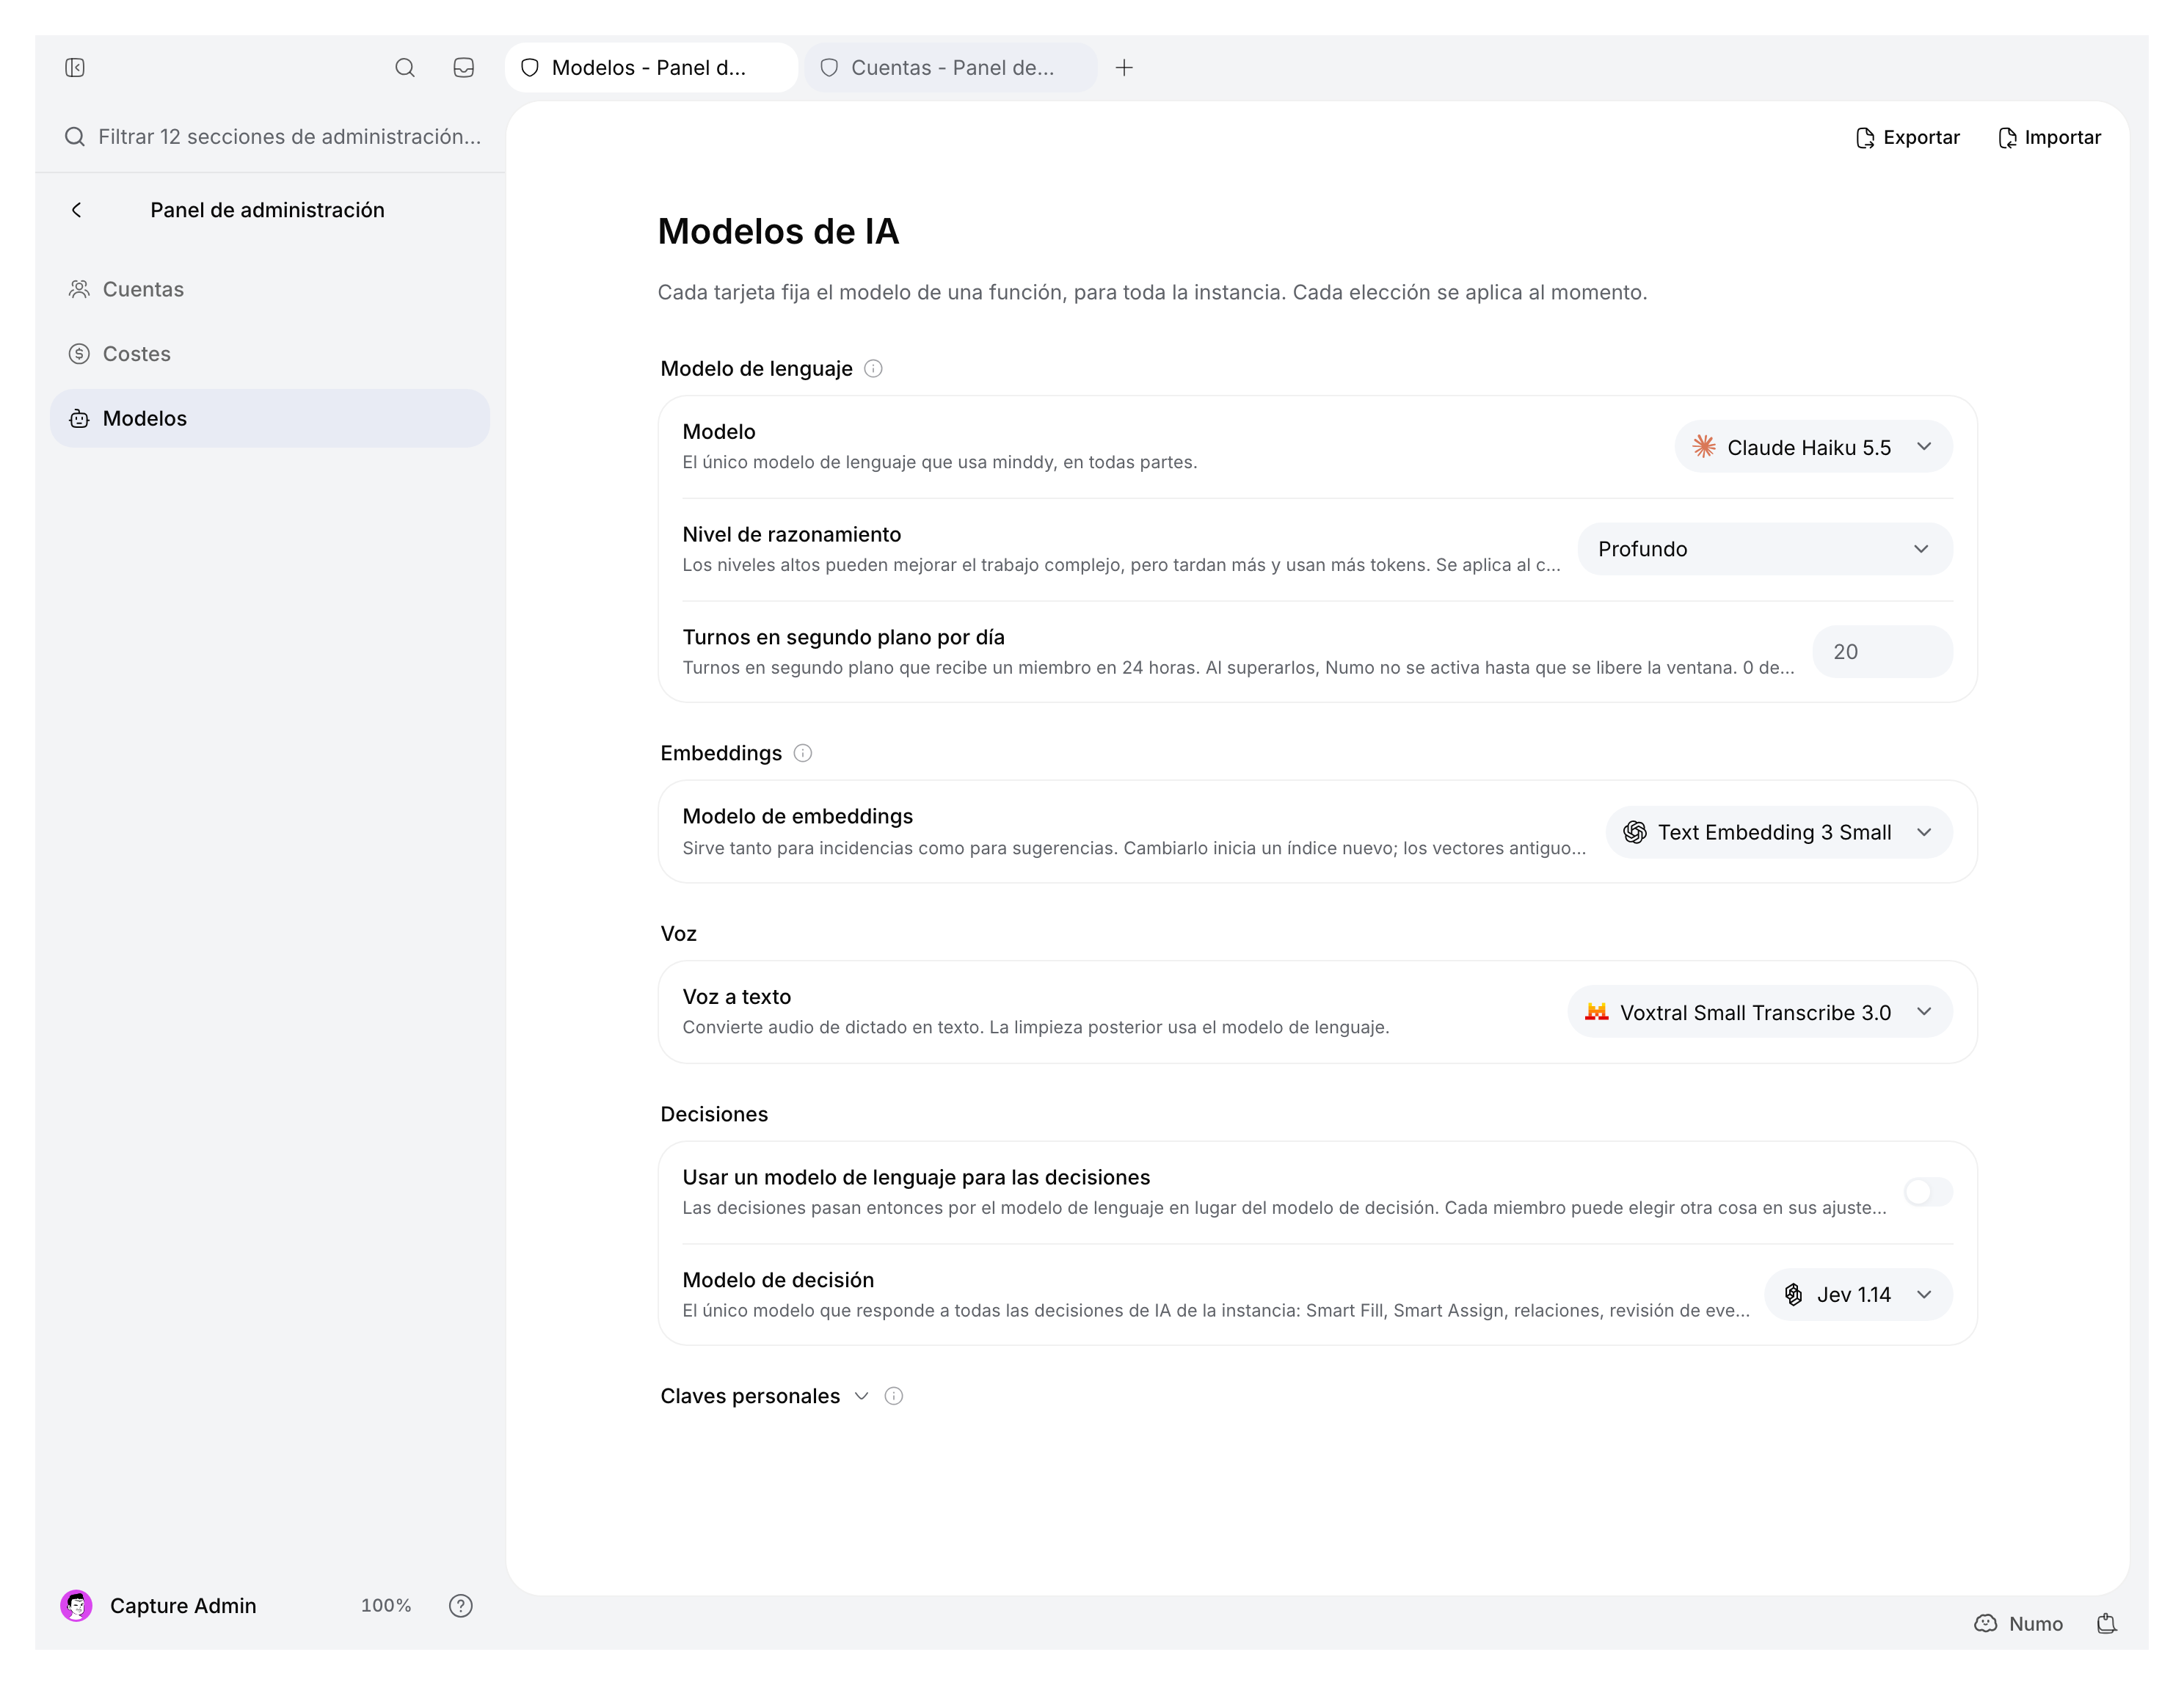 Modelos - Panel d...
Cuentas - Panel de...
Filtrar 12 secciones de administración...
Panel de administración
Cuentas
Costes
Modelos
Exportar
Importar
Modelos de IA
Cada tarjeta fija el modelo de una función, para toda la instancia. Cada elección se aplica al momento.
Modelo de lenguaje
Modelo
El único modelo de lenguaje que usa minddy, en todas partes.
Claude Haiku 5.5
Nivel de razonamiento
Los niveles altos pueden mejorar el trabajo complejo, pero tardan más y usan más tokens. Se aplica al c...
Profundo
Turnos en segundo plano por día
Turnos en segundo plano que recibe un miembro en 24 horas. Al superarlos, Numo no se activa hasta que se libere la ventana. 0 de...
20
Embeddings
Modelo de embeddings
Sirve tanto para incidencias como para sugerencias. Cambiarlo inicia un índice nuevo; los vectores antiguo...
Text Embedding 3 Small
Voz
Voz a texto
Convierte audio de dictado en texto. La limpieza posterior usa el modelo de lenguaje.
Voxtral Small Transcribe 3.0
Decisiones
Usar un modelo de lenguaje para las decisiones
Las decisiones pasan entonces por el modelo de lenguaje en lugar del modelo de decisión. Cada miembro puede elegir otra cosa en sus ajuste...
Modelo de decisión
El único modelo que responde a todas las decisiones de IA de la instancia: Smart Fill, Smart Assign, relaciones, revisión de eve...
Jev 1.14
Claves personales
Capture Admin
100%
Numo